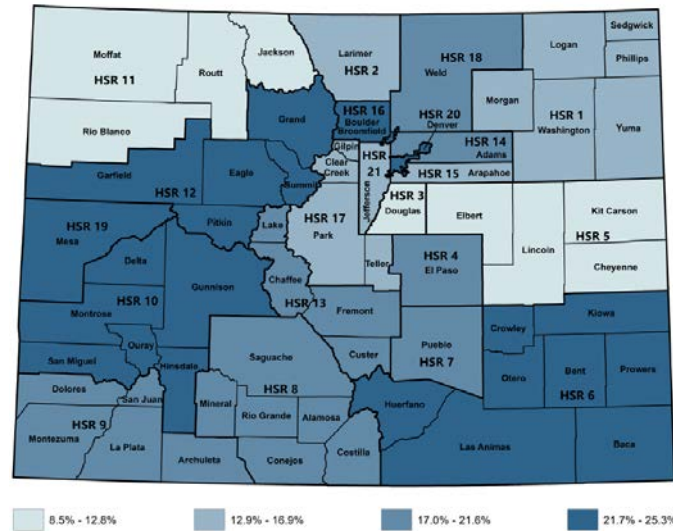 Sedgwick
Jackson
Moffat
Larimer
HSR 18
Logan
HSR 11
Routt
HSR 2
Weld
Phillips
Morgan
HSR 1
Rio Blanco
Grand
HSR 16
HSR 20
Boulder
Denver
Washington
Yuma
Broomfield
HSR 14
Gilpin
Adams
Garfield
Eagle
Clear
Creek
HSR
21
HSR 15
Arapahoe
HSR 12
Summit
Jefferson
HSR 3
Douglas
Elbert
Kit Carson
HSR 19
Pitkin
Lake
HSR 17
Park
Lincoln
HSR 5
Mesa
HSR 4
Delta
Teller
El Paso
Cheyenne
Chaffee
Gunnison
HSR 10
HSR 13
Fremont
Kiowa
Montrose
Crowley
Ouray
Pueblo
San Miguel
Hinsdale
Saguache
Custer
HSR 7
Otero
Bent
Prowers
Dolores
HSR 8
HSR 6
San Juan
Mineral
Huerfano
Rio Grande
Alamosa
HSR 9
Montezuma
La Plata
Las Animas
Baca
Costilla
Archuleta
Conejos
8.5% - 12.8%
12.9% - 16.9%
17.0% - 21.6%
21.7% - 25.3%